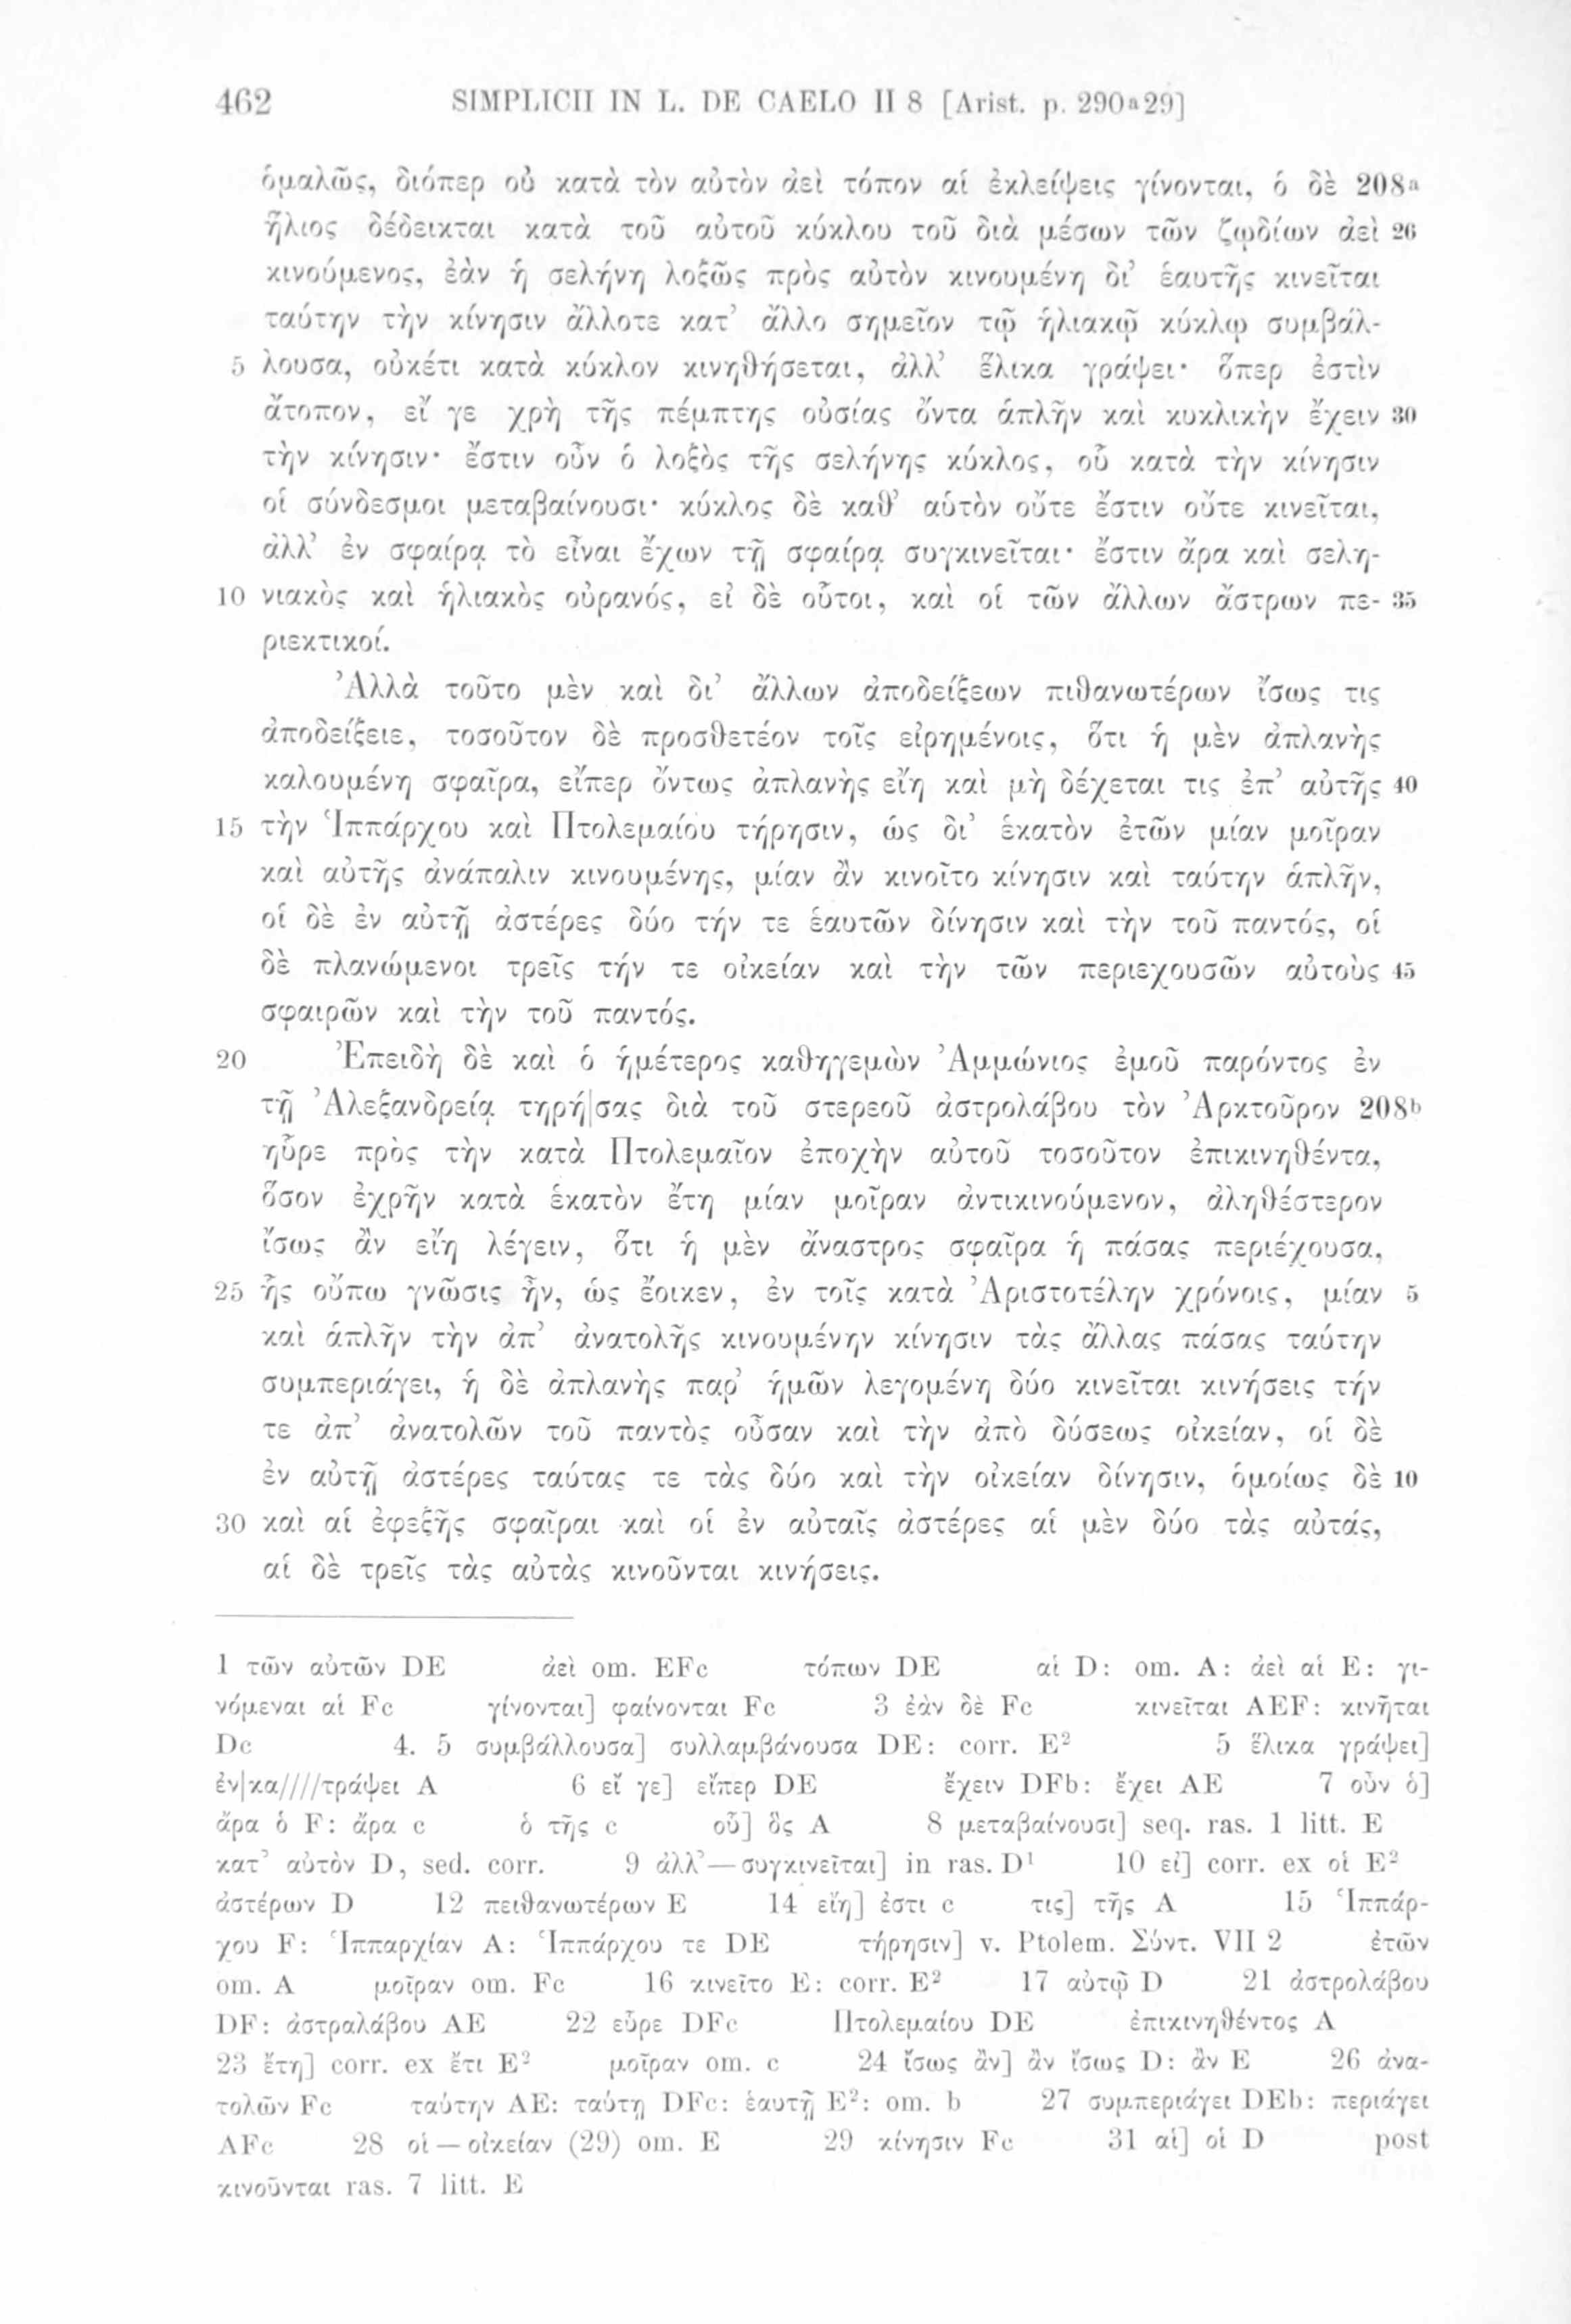 462 SIMPLICII IN L. DE CAELO II 8 [Arist. p. 290a29]
ὁμαλῶς, διόπερ οὐ κατὰ τὸν αὐτὸν ἀεὶ τόπον αἱ ἐκλείψεις γίνονται, ὁ δὲ 208a
ἥλιος δέδεικται κατὰ τοῦ αὐτοῦ κύκλου τοῦ διὰ μέσων τῶν ζῳδίων ἀεὶ 26
κινούμενος, ἐὰν ἡ σελήνη λοξῶς πρὸς αὐτὸν κινουμένη δι’ ἑαυτῆς κινεῖται
ταύτην τὴν κίνησιν ἄλλοτε κατ’ ἄλλο σημεῖον τῷ ἡλιακῷ κύκλῳ συμβάλ-
5 λουσα, οὐκέτι κατὰ κύκλον κινηθήσεται, ἀλλ’ ἕλικα γράψει· ὅπερ ἐστὶν
ἄτοπον, εἴ γε χρὴ τῆς πέμπτης οὐσίας ὄντα ἁπλῆν καὶ κυκλικὴν ἔχειν 30
τὴν κίνησιν· ἔστιν οὖν ὁ λοξὸς τῆς σελήνης κύκλος, οὗ κατὰ τὴν κίνησιν
οἱ σύνδεσμοι μεταβαίνουσι· κύκλος δὲ καθ’ αὑτὸν οὔτε ἔστιν οὔτε κινεῖται,
ἀλλ’ ἐν σφαίρᾳ τὸ εἶναι ἔχων τῇ σφαίρᾳ συγκινεῖται· ἔστιν ἄρα καὶ σελη-
10 νιακὸς καὶ ἡλιακὸς οὐρανός, εἰ δὲ οὗτοι, καὶ οἱ τῶν ἄλλων ἄστρων πε- 35
ριεκτικοί.
Ἀλλὰ τοῦτο μὲν καὶ δι’ ἄλλων ἀποδείξεων πιθανωτέρων ἴσως τις
ἀποδείξειε, τοσοῦτον δὲ προσθετέον τοῖς εἰρημένοις, ὅτι ἡ μὲν ἀπλανὴς
καλουμένη σφαῖρα, εἴπερ ὄντως ἀπλανὴς εἴη καὶ μὴ δέχεται τις ἐπ’ αὐτῆς 40
15 τὴν Ἱππάρχου καὶ Πτολεμαίου τήρησιν, ὡς δι’ ἑκατὸν ἐτῶν μίαν μοῖραν
καὶ αὐτῆς ἀνάπαλιν κινουμένης, μίαν ἂν κινοῖτο κίνησιν καὶ ταύτην ἁπλῆν,
οἱ δὲ ἐν αὐτῇ ἀστέρες δύο τήν τε ἑαυτῶν δίνησιν καὶ τὴν τοῦ παντός, οἱ
δὲ πλανώμενοι τρεῖς τήν τε οἰκείαν καὶ τὴν τῶν περιεχουσῶν αὐτοὺς 45
σφαιρῶν καὶ τὴν τοῦ παντός.
20 Ἐπειδὴ δὲ καὶ ὁ ἡμέτερος καθηγεμὼν Ἀμμώνιος ἐμοῦ παρόντος ἐν
τῇ Ἀλεξανδρείᾳ τηρή|σας διὰ τοῦ στερεοῦ ἀστρολάβου τὸν Ἀρκτοῦρον 208b
ηὗρε πρὸς τὴν κατὰ Πτολεμαῖον ἐποχὴν αὐτοῦ τοσοῦτον ἐπικινηθέντα,
ὅσον ἐχρῆν κατὰ ἑκατὸν ἔτη μίαν μοῖραν ἀντικινούμενον, ἀληθέστερον
ἴσως ἂν εἴη λέγειν, ὅτι ἡ μὲν ἄναστρος σφαῖρα ἡ πάσας περιέχουσα,
25 ἧς οὔπω γνῶσις ἦν, ὡς ἔοικεν, ἐν τοῖς κατὰ Ἀριστοτέλην χρόνοις, μίαν 5
καὶ ἁπλῆν τὴν ἀπ’ ἀνατολῆς κινουμένην κίνησιν τὰς ἄλλας πάσας ταύτην
συμπεριάγει, ἡ δὲ ἀπλανὴς παρ’ ἡμῶν λεγομένη δύο κινεῖται κινήσεις τήν
τε ἀπ’ ἀνατολῶν τοῦ παντὸς οὖσαν καὶ τὴν ἀπὸ δύσεως οἰκείαν, οἱ δὲ
ἐν αὐτῇ ἀστέρες ταύτας τε τὰς δύο καὶ τὴν οἰκείαν δίνησιν, ὁμοίως δὲ 10
30 καὶ αἱ ἐφεξῆς σφαῖραι καὶ οἱ ἐν αὐταῖς ἀστέρες αἱ μὲν δύο τὰς αὐτάς,
αἱ δὲ τρεῖς τὰς αὐτὰς κινοῦνται κινήσεις.
1 τῶν αὐτῶν DE ἀεὶ om. EFc τόπων DE αἱ D: om. A: ἀεὶ αἱ E: γι-
νόμεναι αἱ Fc γίνονται] φαίνονται Fc 3 ἐὰν δὲ Fc κινεῖται AEF: κινῆται
Dc 4. 5 συμβάλλουσα] συλλαμβάνουσα DE: corr. E² 5 ἕλικα γράψει]
ἐν|κα////τράψει A 6 εἴ γε] εἴπερ DE ἔχειν DFb: ἔχει AE 7 οὖν ὁ]
ἄρα ὁ F: ἄρα c ὁ τῆς c οὗ] ὃς A 8 μεταβαίνουσι] seq. ras. 1 litt. E
κατ’ αὐτὸν D, sed. corr. 9 ἀλλ’—συγκινεῖται] in ras. D¹ 10 εἰ] corr. ex οἱ E²
ἀστέρων D 12 πειθανωτέρων E 14 εἴη] ἐστι c τις] τῆς A 15 Ἱππάρ-
χου F: Ἱππαρχίαν A: Ἱππάρχου τε DE τήρησιν] v. Ptolem. Σύντ. VII 2 ἐτῶν
om. A μοῖραν om. Fc 16 κινεῖτο E: corr. E² 17 αὐτῷ D 21 ἀστρολάβου
DF: ἀστραλάβου AE 22 εὗρε DFc Πτολεμαίου DE ἐπικινηθέντος A
23 ἔτη] corr. ex ἔτι E² μοῖραν om. c 24 ἴσως ἂν] ἂν ἴσως D: ἂν E 26 ἀνα-
τολῶν Fc ταύτην AE: ταύτῃ DFc: ἑαυτῇ E²: om. b 27 συμπεριάγει DEb: περιάγει
AFc 28 οἱ — οἰκείαν (29) om. E 29 κίνησιν Fc 31 αἱ] οἱ D post
κινοῦνται ras. 7 litt. E